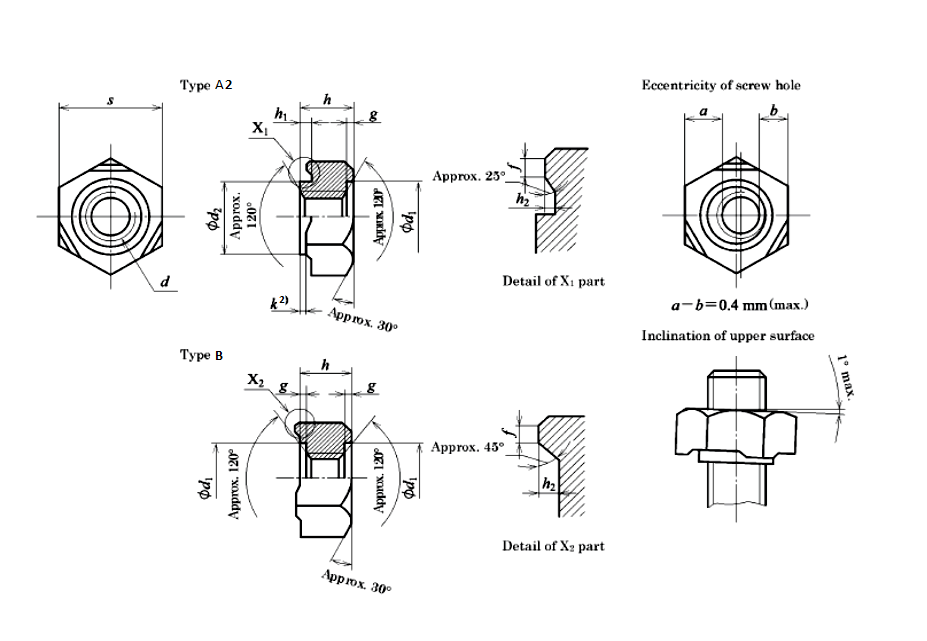 Type A2
Eccentricity of screw hole
s
h
h₁
g
a
b
X₁
f
Approx. 25°
h₂
ϕd₂
Approx. 120°
Approx. 120°
ϕd₁
d
Detail of X₁ part
k²⁾
Approx. 30°
a－b＝0.4 mm(max.)
Type B
Inclination of upper surface
h
X₂
g
g
1° max.
f
Approx. 45°
ϕd₁
Approx. 120°
Approx. 120°
ϕd₁
h₂
Detail of X₂ part
Approx. 30°